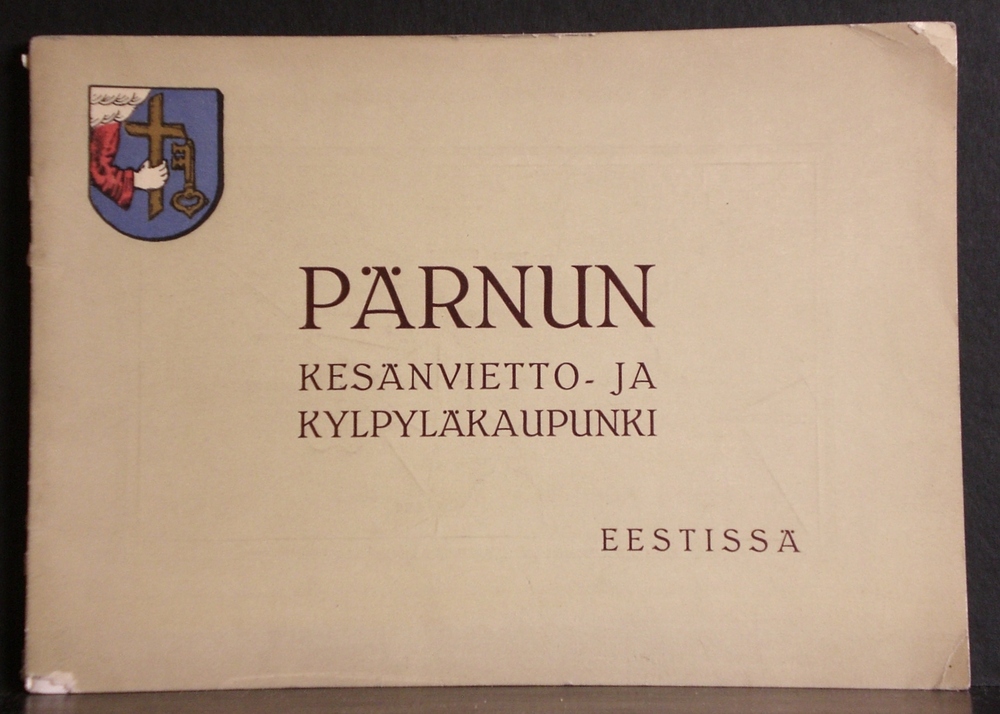 PÄRNUN
KESÄNVIETTO- JA
KYLPYLÄKAUPUNKI
EESTISSÄ